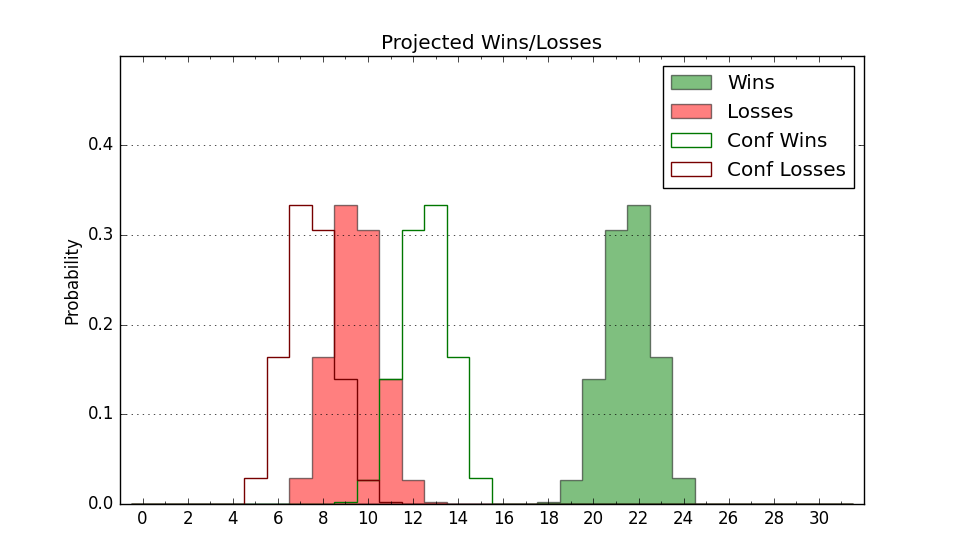 Projected Wins/Losses
Wins
Losses
Conf Wins
Conf Losses
Probability
0.4
0.3
0.2
0.1
0.0
0 2 4 6 8 10 12 14 16 18 20 22 24 26 28 30